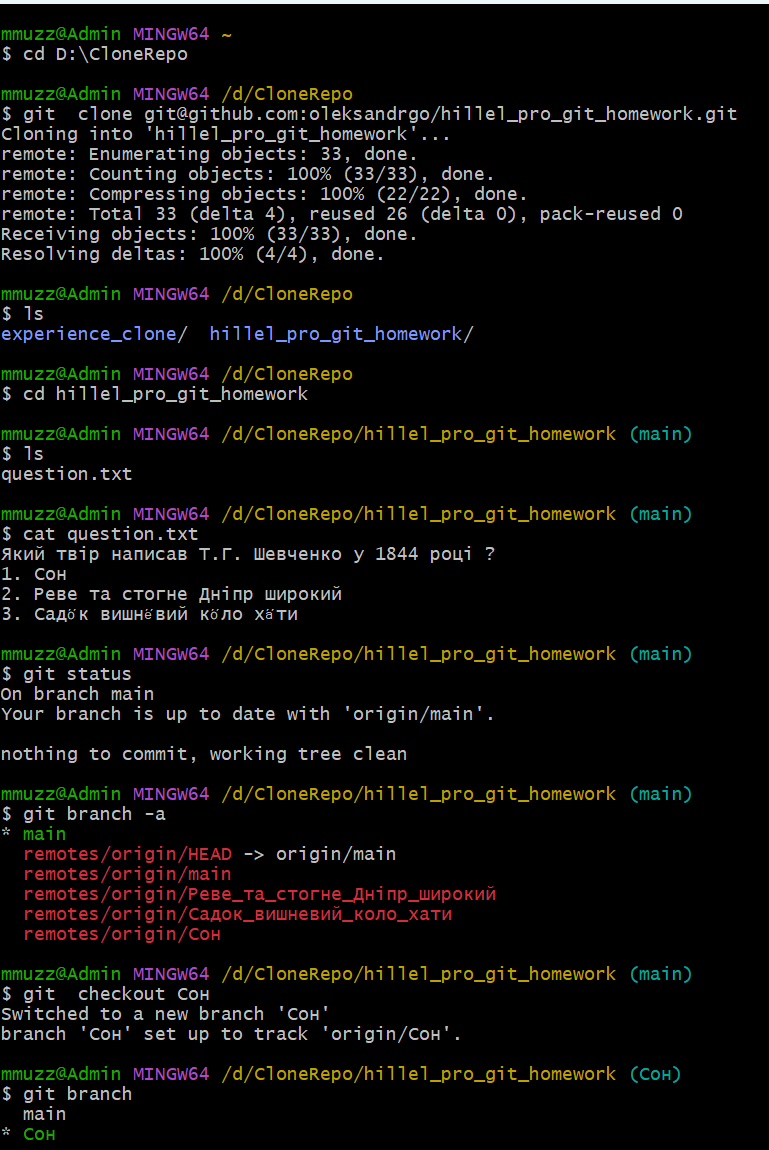 mmuzz@Admin MINGW64 ~
$ cd D:\CloneRepo
mmuzz@Admin MINGW64 /d/CloneRepo
$ git  clone git@github.com:oleksandrgo/hillel_pro_git_homework.git
Cloning into 'hillel_pro_git_homework'...
remote: Enumerating objects: 33, done.
remote: Counting objects: 100% (33/33), done.
remote: Compressing objects: 100% (22/22), done.
remote: Total 33 (delta 4), reused 26 (delta 0), pack-reused 0
Receiving objects: 100% (33/33), done.
Resolving deltas: 100% (4/4), done.
mmuzz@Admin MINGW64 /d/CloneRepo
$ ls
experience_clone/  hillel_pro_git_homework/
mmuzz@Admin MINGW64 /d/CloneRepo
$ cd hillel_pro_git_homework
mmuzz@Admin MINGW64 /d/CloneRepo/hillel_pro_git_homework (main)
$ ls
question.txt
mmuzz@Admin MINGW64 /d/CloneRepo/hillel_pro_git_homework (main)
$ cat question.txt
Який твір написав Т.Г. Шевченко у 1844 році ?
1. Сон
2. Реве та стогне Дніпр широкий
3. Садо́к вишне́вий ко́ло ха́ти
mmuzz@Admin MINGW64 /d/CloneRepo/hillel_pro_git_homework (main)
$ git status
On branch main
Your branch is up to date with 'origin/main'.
nothing to commit, working tree clean
mmuzz@Admin MINGW64 /d/CloneRepo/hillel_pro_git_homework (main)
$ git branch -a
* main
  remotes/origin/HEAD -> origin/main
  remotes/origin/main
  remotes/origin/Реве_та_стогне_Дніпр_широкий
  remotes/origin/Садок_вишневий_коло_хати
  remotes/origin/Сон
mmuzz@Admin MINGW64 /d/CloneRepo/hillel_pro_git_homework (main)
$ git  checkout Сон
Switched to a new branch 'Сон'
branch 'Сон' set up to track 'origin/Сон'.
mmuzz@Admin MINGW64 /d/CloneRepo/hillel_pro_git_homework (Сон)
$ git branch
  main
* Сон